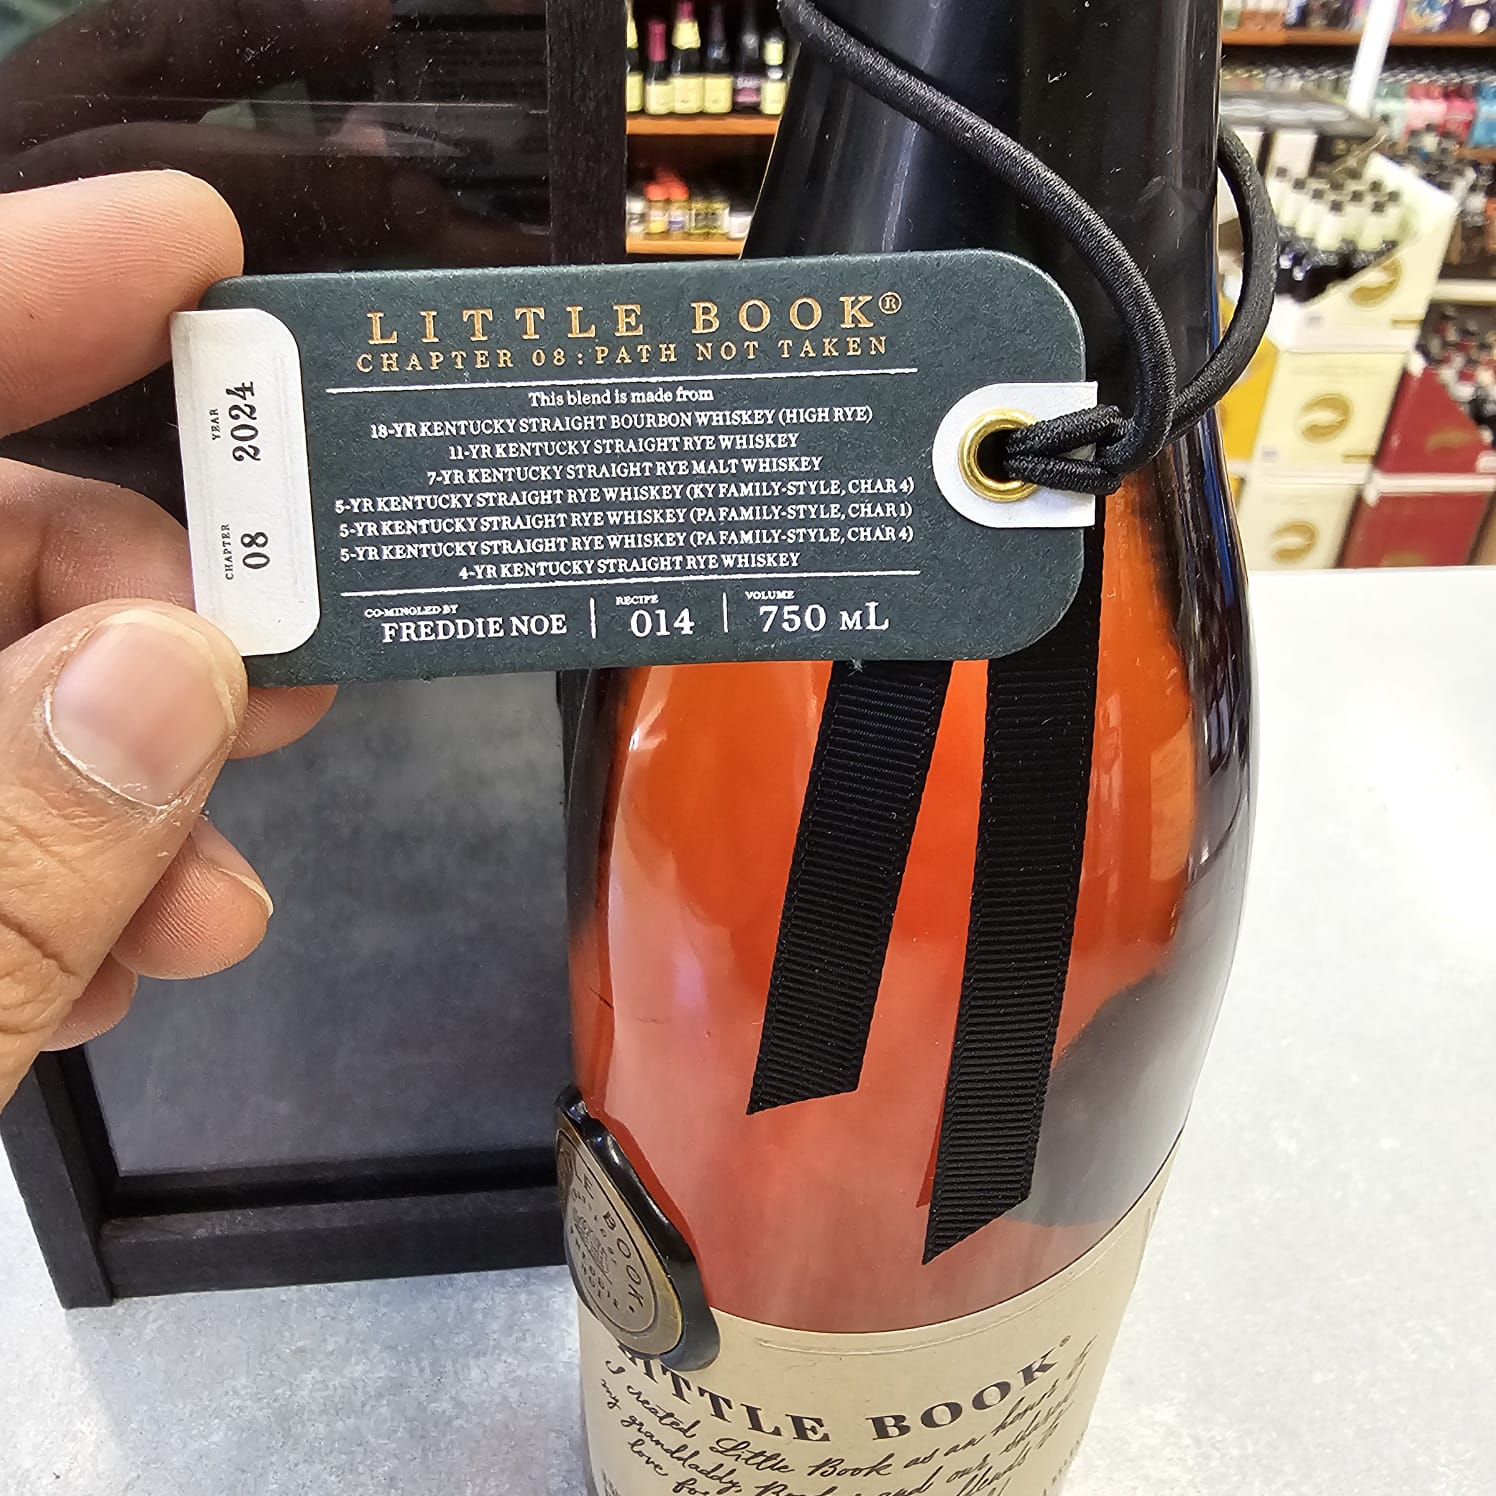 LITTLE BOOK®
CHAPTER 08: PATH NOT TAKEN
This blend is made from
18-YR KENTUCKY STRAIGHT BOURBON WHISKEY (HIGH RYE)
11-YR KENTUCKY STRAIGHT RYE WHISKEY
7-YR KENTUCKY STRAIGHT RYE MALT WHISKEY
5-YR KENTUCKY STRAIGHT RYE WHISKEY (KY FAMILY-STYLE, CHAR 4)
5-YR KENTUCKY STRAIGHT RYE WHISKEY (PA FAMILY-STYLE, CHAR 1)
5-YR KENTUCKY STRAIGHT RYE WHISKEY (PA FAMILY-STYLE, CHAR 4)
4-YR KENTUCKY STRAIGHT RYE WHISKEY
CO-MINGLED BY
FREDDIE NOE
RECIPE
014
VOLUME
750 mL
YEAR
2024
CHAPTER
08
BOOK
LITTLE BOOK®
I created Little Book as an honor to
my granddaddy, and our shared
love for